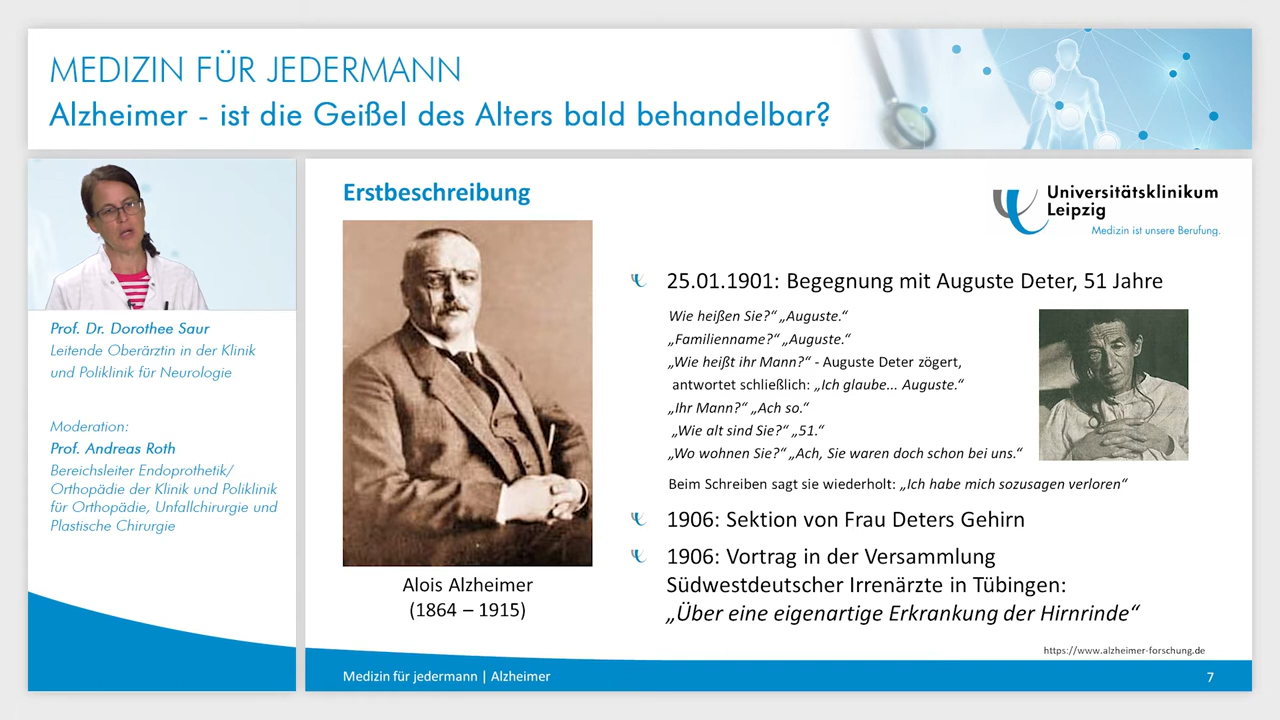 MEDIZIN FÜR JEDERMANN
Alzheimer - ist die Geißel des Alters bald behandelbar?
Prof. Dr. Dorothee Saur
Leitende Oberärztin in der Klinik
und Poliklinik für Neurologie
Moderation:
Prof. Andreas Roth
Bereichsleiter Endoprothetik/
Orthopädie der Klinik und Poliklinik
für Orthopädie, Unfallchirurgie und
Plastische Chirurgie
Erstbeschreibung
Universitätsklinikum
Leipzig
Medizin ist unsere Berufung.
Alois Alzheimer
(1864 – 1915)
25.01.1901: Begegnung mit Auguste Deter, 51 Jahre
Wie heißen Sie?“ „Auguste.“
„Familienname?“ „Auguste.“
„Wie heißt ihr Mann?“ - Auguste Deter zögert,
antwortet schließlich: „Ich glaube... Auguste.“
„Ihr Mann?“ „Ach so.“
„Wie alt sind Sie?“ „51.“
„Wo wohnen Sie?“ „Ach, Sie waren doch schon bei uns.“
Beim Schreiben sagt sie wiederholt: „Ich habe mich sozusagen verloren“
1906: Sektion von Frau Deters Gehirn
1906: Vortrag in der Versammlung
Südwestdeutscher Irrenärzte in Tübingen:
„Über eine eigenartige Erkrankung der Hirnrinde“
https://www.alzheimer-forschung.de
Medizin für jedermann | Alzheimer
7